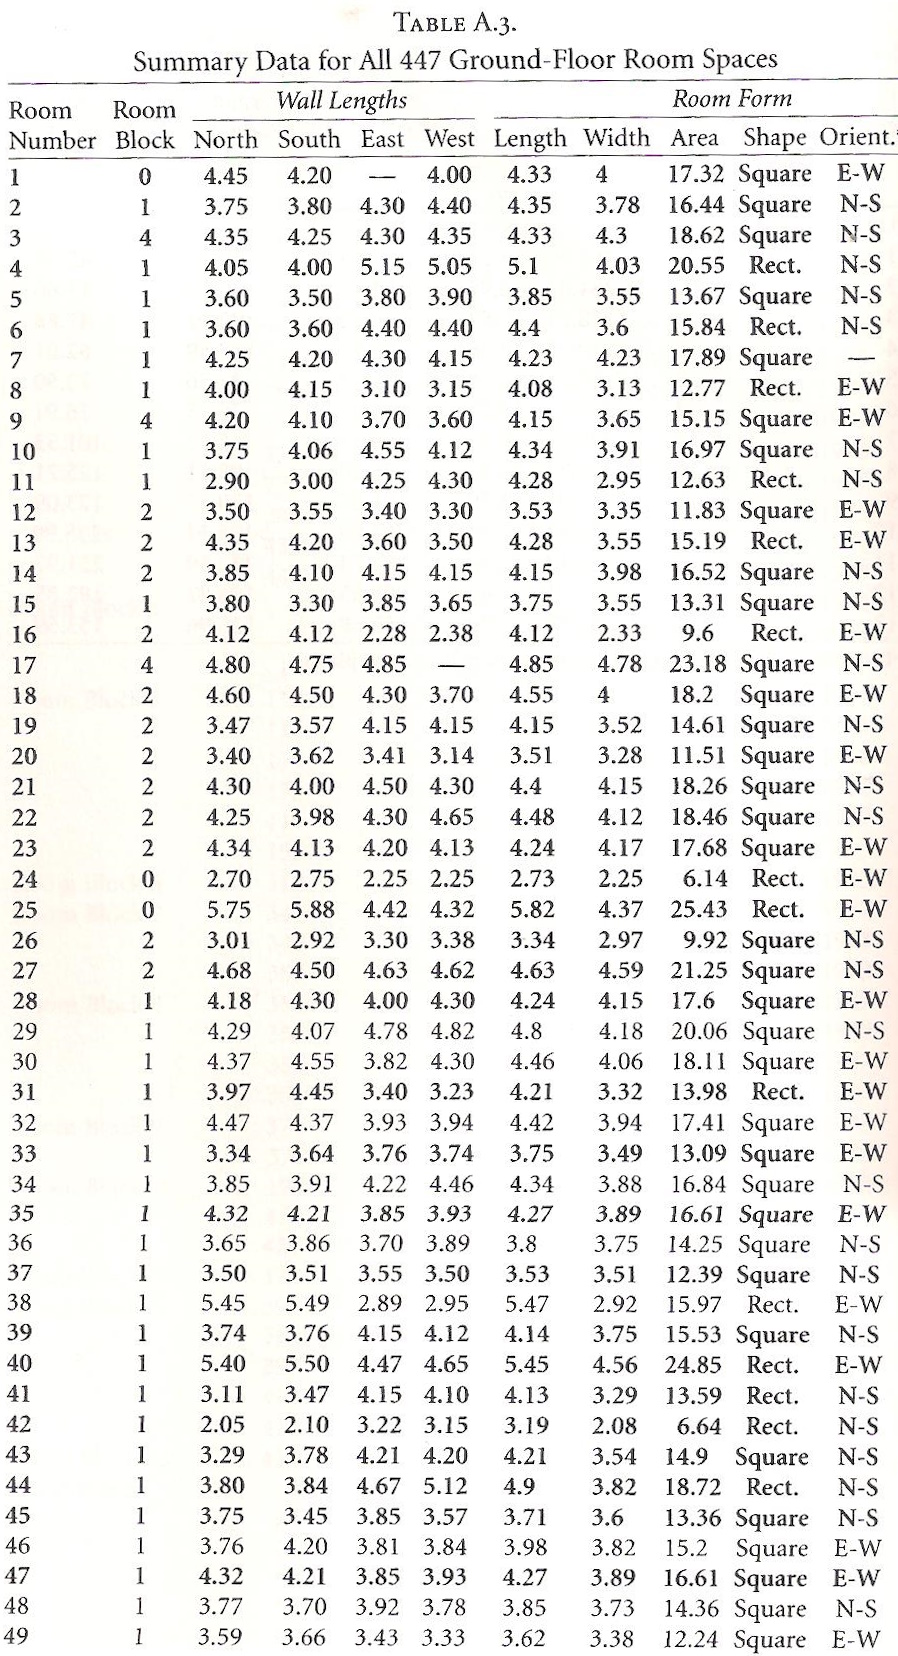 TABLE A.3.
Summary Data for All 447 Ground-Floor Room Spaces
Wall Lengths Room Form
Room Room
Number Block North South East West Length Width Area Shape Orient.
1 0 4.45 4.20 — 4.00 4.33 4 17.32 Square E-W
2 1 3.75 3.80 4.30 4.40 4.35 3.78 16.44 Square N-S
3 4 4.35 4.25 4.30 4.35 4.33 4.3 18.62 Square N-S
4 1 4.05 4.00 5.15 5.05 5.1 4.03 20.55 Rect. N-S
5 1 3.60 3.50 3.80 3.90 3.85 3.55 13.67 Square N-S
6 1 3.60 3.60 4.40 4.40 4.4 3.6 15.84 Rect. N-S
7 1 4.25 4.20 4.30 4.15 4.23 4.23 17.89 Square —
8 1 4.00 4.15 3.10 3.15 4.08 3.13 12.77 Rect. E-W
9 4 4.20 4.10 3.70 3.60 4.15 3.65 15.15 Square E-W
10 1 3.75 4.06 4.55 4.12 4.34 3.91 16.97 Square N-S
11 1 2.90 3.00 4.25 4.30 4.28 2.95 12.63 Rect. N-S
12 2 3.50 3.55 3.40 3.30 3.53 3.35 11.83 Square E-W
13 2 4.35 4.20 3.60 3.50 4.28 3.55 15.19 Rect. E-W
14 2 3.85 4.10 4.15 4.15 4.15 3.98 16.52 Square N-S
15 1 3.80 3.30 3.85 3.65 3.75 3.55 13.31 Square N-S
16 2 4.12 4.12 2.28 2.38 4.12 2.33 9.6 Rect. E-W
17 4 4.80 4.75 4.85 — 4.85 4.78 23.18 Square N-S
18 2 4.60 4.50 4.30 3.70 4.55 4 18.2 Square E-W
19 2 3.47 3.57 4.15 4.15 4.15 3.52 14.61 Square N-S
20 2 3.40 3.62 3.41 3.14 3.51 3.28 11.51 Square E-W
21 2 4.30 4.00 4.50 4.30 4.4 4.15 18.26 Square N-S
22 2 4.25 3.98 4.30 4.65 4.48 4.12 18.46 Square N-S
23 2 4.34 4.13 4.20 4.13 4.24 4.17 17.68 Square E-W
24 0 2.70 2.75 2.25 2.25 2.73 2.25 6.14 Rect. E-W
25 0 5.75 5.88 4.42 4.32 5.82 4.37 25.43 Rect. E-W
26 2 3.01 2.92 3.30 3.38 3.34 2.97 9.92 Square N-S
27 2 4.68 4.50 4.63 4.62 4.63 4.59 21.25 Square N-S
28 1 4.18 4.30 4.00 4.30 4.24 4.15 17.6 Square E-W
29 1 4.29 4.07 4.78 4.82 4.8 4.18 20.06 Square N-S
30 1 4.37 4.55 3.82 4.30 4.46 4.06 18.11 Square E-W
31 1 3.97 4.45 3.40 3.23 4.21 3.32 13.98 Rect. E-W
32 1 4.47 4.37 3.93 3.94 4.42 3.94 17.41 Square E-W
33 1 3.34 3.64 3.76 3.74 3.75 3.49 13.09 Square E-W
34 1 3.85 3.91 4.22 4.46 4.34 3.88 16.84 Square N-S
35 1 4.32 4.21 3.85 3.93 4.27 3.89 16.61 Square E-W
36 1 3.65 3.86 3.70 3.89 3.8 3.75 14.25 Square N-S
37 1 3.50 3.51 3.55 3.50 3.53 3.51 12.39 Square N-S
38 1 5.45 5.49 2.89 2.95 5.47 2.92 15.97 Rect. E-W
39 1 3.74 3.76 4.15 4.12 4.14 3.75 15.53 Square N-S
40 1 5.40 5.50 4.47 4.65 5.45 4.56 24.85 Rect. E-W
41 1 3.11 3.47 4.15 4.10 4.13 3.29 13.59 Rect. N-S
42 1 2.05 2.10 3.22 3.15 3.19 2.08 6.64 Rect. N-S
43 1 3.29 3.78 4.21 4.20 4.21 3.54 14.9 Square N-S
44 1 3.80 3.84 4.67 5.12 4.9 3.82 18.72 Rect. N-S
45 1 3.75 3.45 3.85 3.57 3.71 3.6 13.36 Square N-S
46 1 3.76 4.20 3.81 3.84 3.98 3.82 15.2 Square E-W
47 1 4.32 4.21 3.85 3.93 4.27 3.89 16.61 Square E-W
48 1 3.77 3.70 3.92 3.78 3.85 3.73 14.36 Square N-S
49 1 3.59 3.66 3.43 3.33 3.62 3.38 12.24 Square E-W